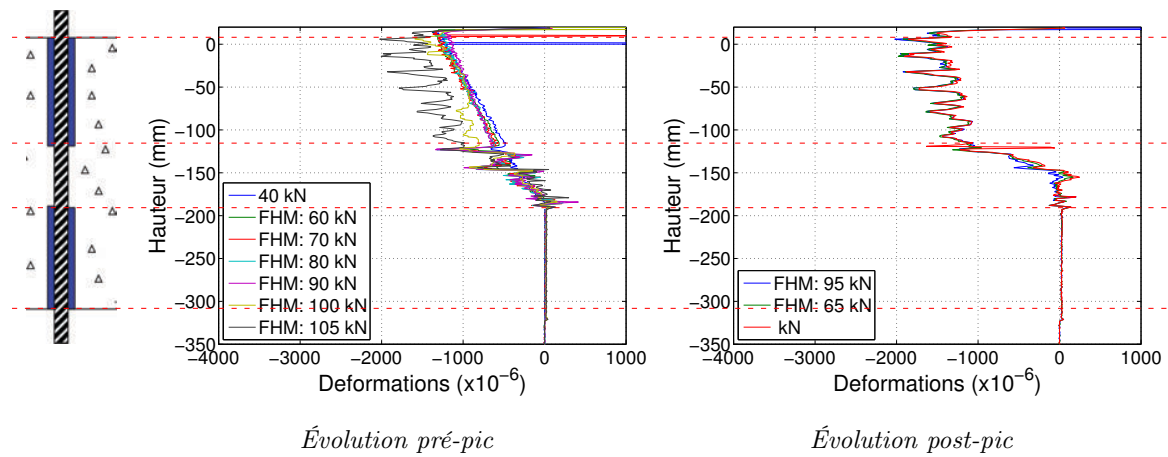 0
−50
−100
−150
−200
−250
−300
−350
Hauteur (mm)
40 kN
FHM: 60 kN
FHM: 70 kN
FHM: 80 kN
FHM: 90 kN
FHM: 100 kN
FHM: 105 kN
−4000 −3000 −2000 −1000 0 1000
Deformations (x10⁻⁶)
Évolution pré-pic
0
−50
−100
−150
−200
−250
−300
−350
Hauteur (mm)
FHM: 95 kN
FHM: 65 kN
kN
−4000 −3000 −2000 −1000 0 1000
Deformations (x10⁻⁶)
Évolution post-pic